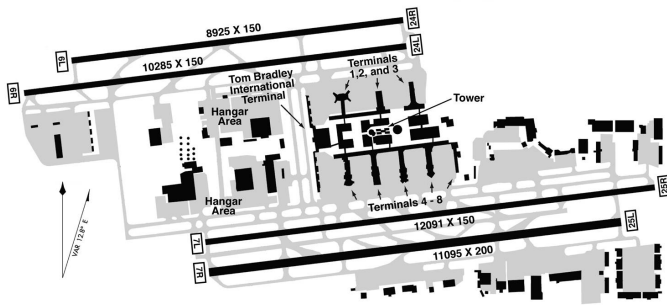 24R
8925 X 150
6L
24L
10285 X 150
6R
Terminals
1,2, and 3
Tom Bradley
International
Terminal
Tower
Hangar
Area
Hangar
Area
Terminals 4 - 8
25R
12091 X 150
7L
25L
11095 X 200
7R
VAR 12.8° E